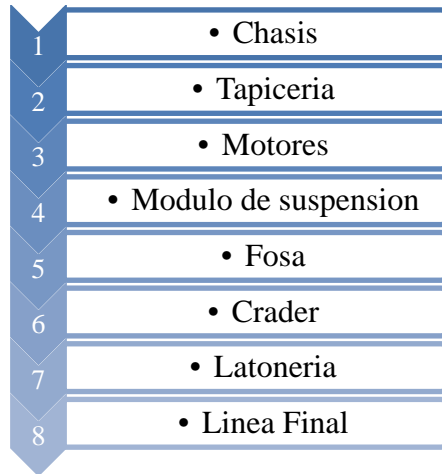 1 • Chasis
2 • Tapiceria
3 • Motores
4 • Modulo de suspension
5 • Fosa
6 • Crader
7 • Latoneria
8 • Linea Final